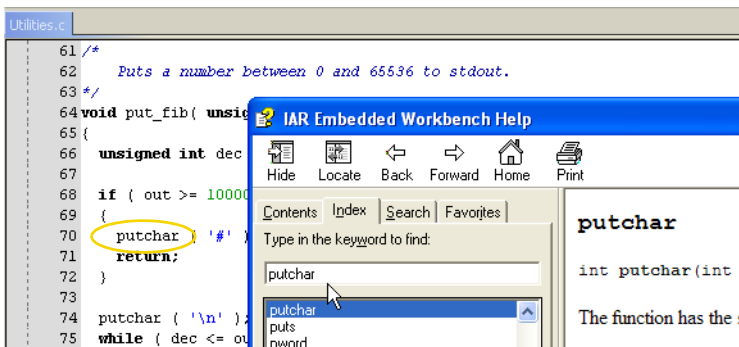 Utilities.c
61 /*
62 Puts a number between 0 and 65536 to stdout.
63 */
64 void put_fib( unsig
65 {
66 unsigned int dec
67
68 if ( out >= 10000
69 {
70 putchar ( '#' )
71 return;
72 }
73
74 putchar ( '\n' );
75 while ( dec <= ou
IAR Embedded Workbench Help
Hide Locate Back Forward Home Print
Contents Index Search Favorites
Type in the keyword to find:
putchar
putchar
puts
pword
putchar
int putchar(int
The function has the s